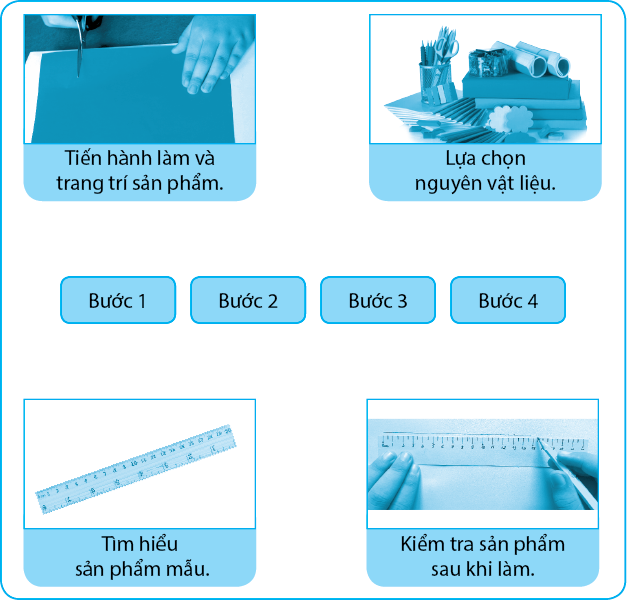 Tiến hành làm và
trang trí sản phẩm.
Lựa chọn
nguyên vật liệu.
Bước 1
Bước 2
Bước 3
Bước 4
Tìm hiểu
sản phẩm mẫu.
Kiểm tra sản phẩm
sau khi làm.